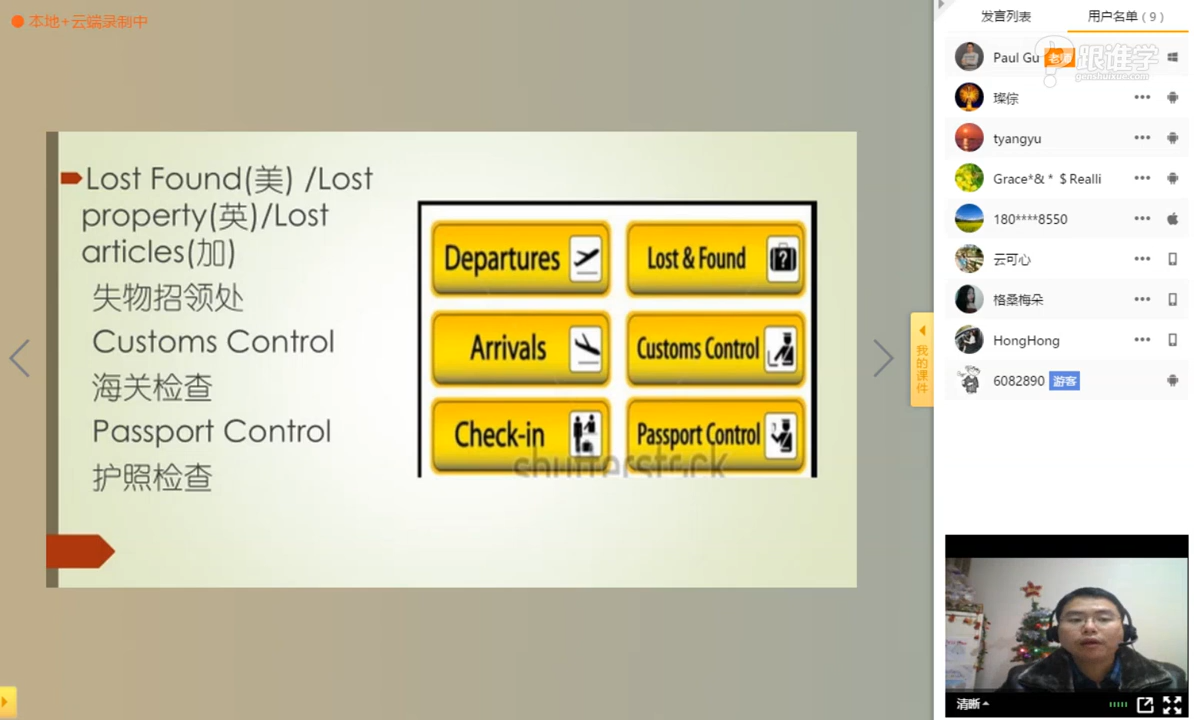 本地+云端录制中
Lost Found(美) /Lost
property(英)/Lost
articles(加)
失物招领处
Customs Control
海关检查
Passport Control
护照检查
Departures
Lost & Found
Arrivals
Customs Control
Check-in
Passport Control
shutterstock
我的课件
发言列表
用户名单 ( 9 )
Paul Gu 老师
跟谁学
genshuixue.com
璨倧
tyangyu
Grace*& * $ Realli
180****8550
云可心
格桑梅朵
HongHong
6082890 游客
清晰